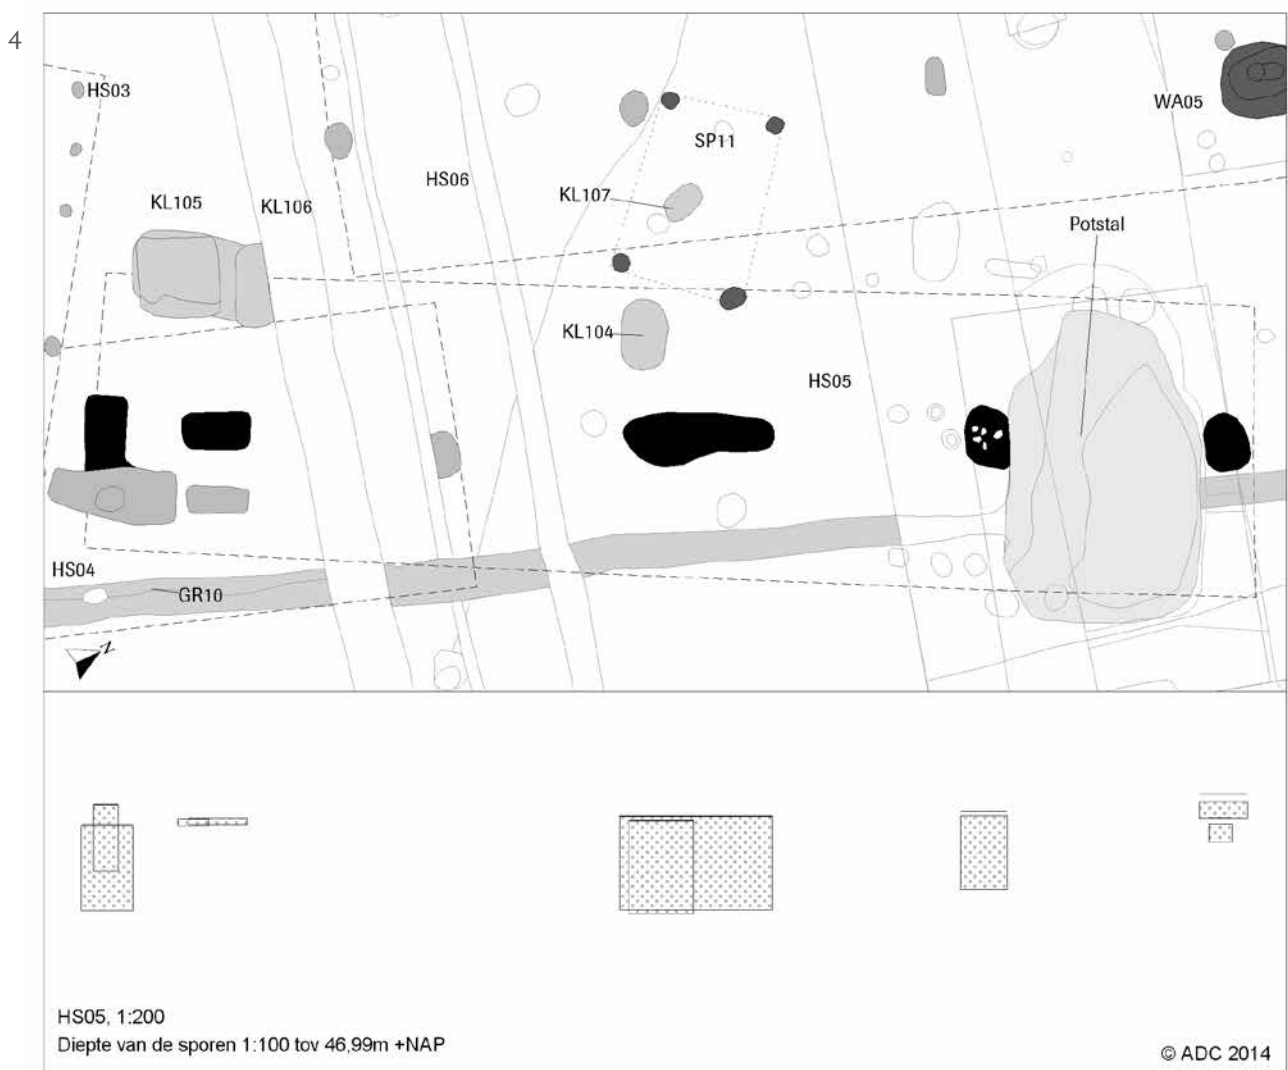 4
HS03
WA05
SP11
HS06
KL107
KL105
KL106
Potstal
KL104
HS05
HS04
GR10
N
HS05, 1:200
Diepte van de sporen 1:100 tov 46,99m +NAP
© ADC 2014